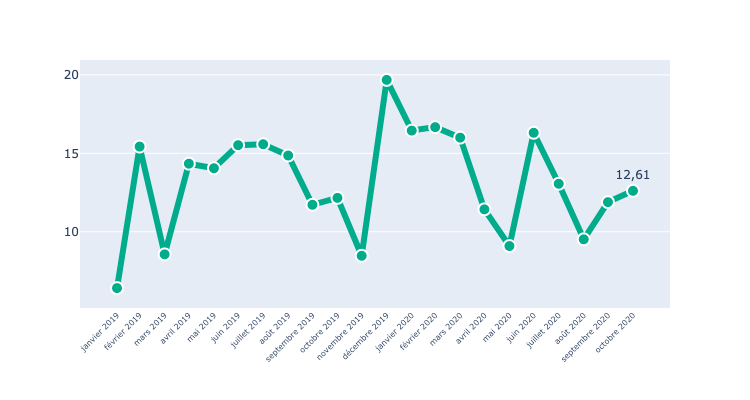 20
15
10
12,61
janvier 2019
février 2019
mars 2019
avril 2019
mai 2019
juin 2019
juillet 2019
août 2019
septembre 2019
octobre 2019
novembre 2019
décembre 2019
janvier 2020
février 2020
mars 2020
avril 2020
mai 2020
juin 2020
juillet 2020
août 2020
septembre 2020
octobre 2020